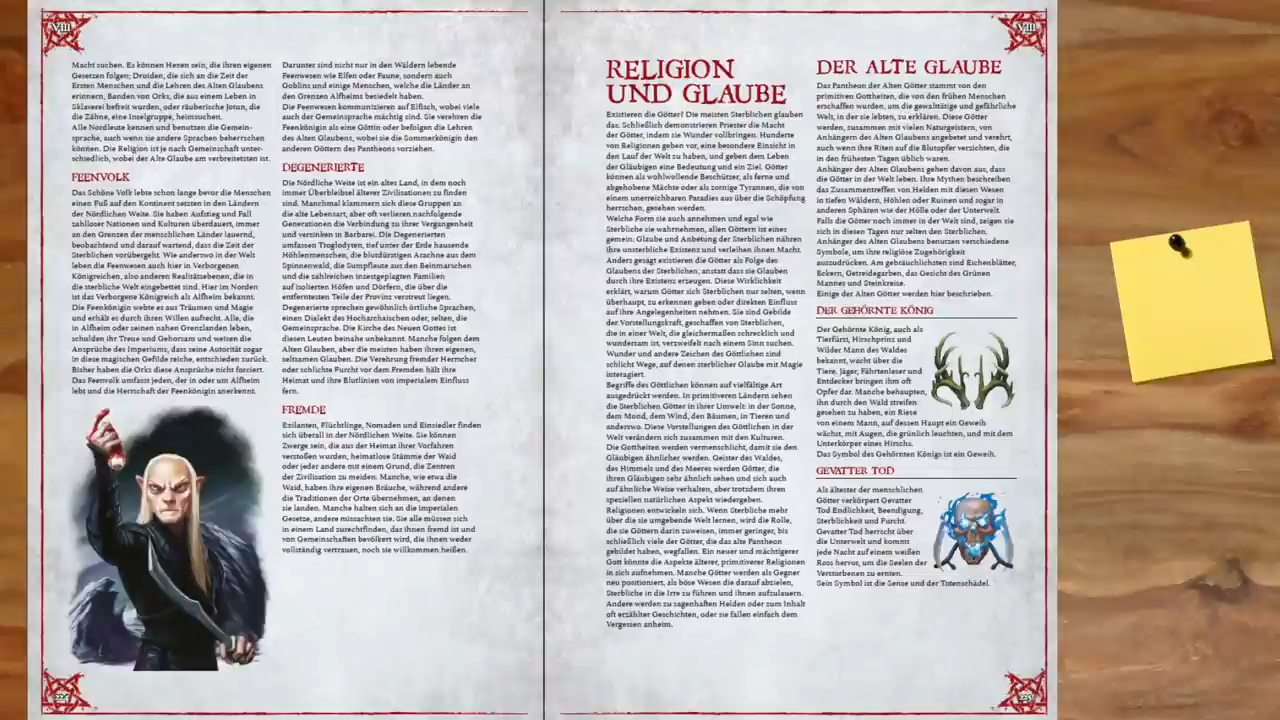 VIII
Macht suchen. Es können Hexen sein, die ihren eigenen
Gesetzen folgen; Druiden, die sich an die Zeit der
Ersten Menschen und die Lehren des Alten Glaubens
erinnern, Banden von Orks, die aus einem Leben in
Sklaverei befreit wurden, oder räuberische Jotun, die
die Zähne, eine Inselgruppe, heimsuchen.
Alle Nordleute kennen und benutzen die Gemein-
sprache, auch wenn sie andere Sprachen beherrschen
können. Die Religion ist je nach Gemeinschaft unter-
schiedlich, wobei der Alte Glaube am verbreitetsten ist.
FEENVOLK
Das Schöne Volk lebte schon lange bevor die Menschen
einen Fuß auf den Kontinent setzten in den Ländern
der Nördlichen Weite. Sie haben Aufstieg und Fall
zahlloser Nationen und Kulturen überdauert, immer
an den Grenzen der menschlichen Länder lauernd,
beobachtend und darauf wartend, dass die Zeit der
Sterblichen vorübergeht. Wie anderswo in der Welt
leben die Feenwesen auch hier in Verborgenen
Königreichen, also anderen Realitätsebenen, die in
die sterbliche Welt eingebettet sind. Hier im Norden
ist das Verborgene Königreich als Alfheim bekannt.
Die Feenkönigin webte es aus Träumen und Magie
und erhält es durch ihren Willen aufrecht. Alle, die
in Alfheim oder seinen nahen Grenzlanden leben,
schulden ihr Treue und Gehorsam und weisen die
Ansprüche des Imperiums, dass seine Autorität sogar
in diese magischen Gefilde reiche, entschieden zurück.
Bisher haben die Orks diese Ansprüche nicht forciert.
Das Feenvolk umfasst jeden, der in oder um Alfheim
lebt und die Herrschaft der Feenkönigin anerkennt.
Darunter sind nicht nur in den Wäldern lebende
Feenwesen wie Elfen oder Faune, sondern auch
Goblins und einige Menschen, welche die Länder an
den Grenzen Alfheims besiedelt haben.
Die Feenwesen kommunizieren auf Elfisch, wobei viele
auch der Gemeinsprache mächtig sind. Sie verehren die
Feenkönigin als eine Göttin oder befolgen die Lehren
des Alten Glaubens, wobei sie die Sommerkönigin den
anderen Göttern des Pantheons vorziehen.
DEGENERIERTE
Die Nördliche Weite ist ein altes Land, in dem noch
immer Überbleibsel älterer Zivilisationen zu finden
sind. Manchmal klammern sich diese Gruppen an
die alte Lebensart, aber oft verlieren nachfolgende
Generationen die Verbindung zu ihrer Vergangenheit
und versinken in Barbarei. Die Degenerierten
umfassen Troglodyten, tief unter der Erde hausende
Höhlenmenschen, die blutdürstigen Arachne aus dem
Spinnenwald, die Sumpfleute aus den Beinmarschen
und die zahlreichen inzestgeplagten Familien
auf isolierten Höfen und Dörfern, die über die
entferntesten Teile der Provinz verstreut liegen.
Degenerierte sprechen gewöhnlich örtliche Sprachen,
einen Dialekt des Hocharchaischen oder, selten, die
Gemeinsprache. Die Kirche des Neuen Gottes ist
diesen Leuten beinahe unbekannt. Manche folgen dem
Alten Glauben, aber die meisten haben ihren eigenen,
seltsamen Glauben. Die Verehrung fremder Herrscher
oder schlichte Furcht vor dem Fremden hält ihre
Heimat und ihre Blutlinien von imperialem Einfluss
fern.
FREMDE
Exilanten, Flüchtlinge, Nomaden und Einsiedler finden
sich überall in der Nördlichen Weite. Sie können
Zwerge sein, die aus der Heimat ihrer Vorfahren
verstoßen wurden, heimatlose Stämme der Waid
oder jeder andere mit einem Grund, die Zentren
der Zivilisation zu meiden. Manche, wie etwa die
Waid, haben ihre eigenen Bräuche, während andere
die Traditionen der Orte übernehmen, an denen
sie landen. Manche halten sich an die imperialen
Gesetze, andere missachten sie. Sie alle müssen sich
in einem Land zurechtfinden, das ihnen fremd ist und
von Gemeinschaften bevölkert wird, die ihnen weder
vollständig vertrauen, noch sie willkommen heißen.
224
VIII
RELIGION
UND GLAUBE
Existieren die Götter? Die meisten Sterblichen glauben
das. Schließlich demonstrieren Priester die Macht
der Götter, indem sie Wunder vollbringen. Hunderte
von Religionen geben vor, eine besondere Einsicht in
den Lauf der Welt zu haben, und geben dem Leben
der Gläubigen eine Bedeutung und ein Ziel. Götter
können als wohlwollende Beschützer, als ferne und
abgehobene Mächte oder als zornige Tyrannen, die von
einem unerreichbaren Paradies aus über die Schöpfung
herrschen, gesehen werden.
Welche Form sie auch annehmen und egal wie
Sterbliche sie wahrnehmen, allen Göttern ist eines
gemein: Glaube und Anbetung der Sterblichen nähren
ihre unsterbliche Existenz und verleihen ihnen Macht.
Anders gesagt existieren die Götter als Folge des
Glaubens der Sterblichen, anstatt dass sie Glauben
durch ihre Existenz erzeugen. Diese Wirklichkeit
erklärt, warum Götter sich Sterblichen nur selten, wenn
überhaupt, zu erkennen geben oder direkten Einfluss
auf ihre Angelegenheiten nehmen. Sie sind Gebilde
der Vorstellungskraft, geschaffen von Sterblichen,
die in einer Welt, die gleichermaßen schrecklich und
wundersam ist, verzweifelt nach einem Sinn suchen.
Wunder und andere Zeichen des Göttlichen sind
schlicht Wege, auf denen sterblicher Glaube mit Magie
interagiert.
Begriffe des Göttlichen können auf vielfältige Art
ausgedrückt werden. In primitiveren Ländern sehen
die Sterblichen Götter in ihrer Umwelt: in der Sonne,
dem Mond, dem Wind, den Bäumen, in Tieren und
anderswo. Diese Vorstellungen des Göttlichen in der
Welt verändern sich zusammen mit den Kulturen.
Die Gottheiten werden vermenschlicht, damit sie den
Gläubigen ähnlicher werden. Geister des Waldes,
des Himmels und des Meeres werden Götter, die
ihren Gläubigen sehr ähnlich sehen und sich auch
auf ähnliche Weise verhalten, aber trotzdem ihren
speziellen natürlichen Aspekt wiedergeben.
Religionen entwickeln sich. Wenn Sterbliche mehr
über die sie umgebende Welt lernen, wird die Rolle,
die sie Göttern darin zuweisen, immer geringer, bis
schließlich viele der Götter, die das alte Pantheon
gebildet haben, wegfallen. Ein neuer und mächtigerer
Gott könnte die Aspekte älterer, primitiverer Religionen
in sich aufnehmen. Manche Götter werden als Gegner
neu positioniert, als böse Wesen die darauf abzielen,
Sterbliche in die Irre zu führen und ihnen aufzulauern.
Andere werden zu sagenhaften Helden oder zum Inhalt
oft erzählter Geschichten, oder sie fallen einfach dem
Vergessen anheim.
DER ALTE GLAUBE
Das Pantheon der Alten Götter stammt von den
primitiven Gottheiten, die von den frühen Menschen
erschaffen wurden, um die gewalttätige und gefährliche
Welt, in der sie lebten, zu erklären. Diese Götter
werden, zusammen mit vielen Naturgeistern, von
Anhängern des Alten Glaubens angebetet und verehrt,
auch wenn ihre Riten auf die Blutopfer verzichten, die
in den frühesten Tagen üblich waren.
Anhänger des Alten Glaubens gehen davon aus, dass
die Götter in der Welt leben. Ihre Mythen beschreiben
das Zusammentreffen von Helden mit diesen Wesen
in tiefen Wäldern, Höhlen oder Ruinen und sogar in
anderen Sphären wie der Hölle oder der Unterwelt.
Falls die Götter noch immer in der Welt sind, zeigen sie
sich in diesen Tagen nur selten den Sterblichen.
Anhänger des Alten Glaubens benutzen verschiedene
Symbole, um ihre religiöse Zugehörigkeit
auszudrücken. Am gebräuchlichsten sind Eichenblätter,
Eckern, Getreidegarben, das Gesicht des Grünen
Mannes und Steinkreise.
Einige der Alten Götter werden hier beschrieben.
DER GEHÖRNTE KÖNIG
Der Gehörnte König, auch als
Tierfürst, Hirschprinz und
Wilder Mann des Waldes
bekannt, wacht über die
Tiere. Jäger, Fährtenleser und
Entdecker bringen ihm oft
Opfer dar. Manche behaupten,
ihn durch den Wald streifen
gesehen zu haben, ein Riese
von einem Mann, auf dessen Haupt ein Geweih
wächst, mit Augen, die grünlich leuchten, und mit dem
Unterkörper eines Hirschs.
Das Symbol des Gehörnten Königs ist ein Geweih.
GEVATTER TOD
Als ältester der menschlichen
Götter verkörpert Gevatter
Tod Endlichkeit, Beendigung,
Sterblichkeit und Furcht.
Gevatter Tod herrscht über
die Unterwelt und kommt
jede Nacht auf einem weißen
Ross hervor, um die Seelen der
Verstorbenen zu ernten.
Sein Symbol ist die Sense und der Totenschädel.
225